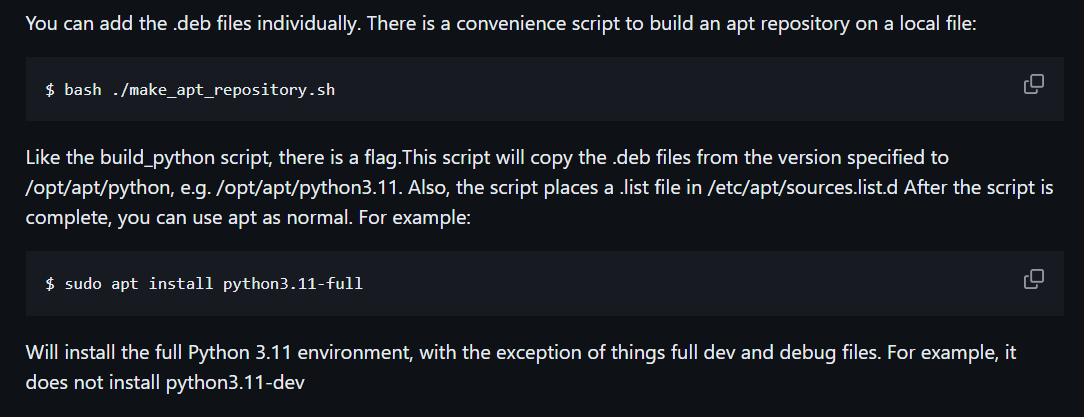 You can add the .deb files individually. There is a convenience script to build an apt repository on a local file:
$ bash ./make_apt_repository.sh
Like the build_python script, there is a flag.This script will copy the .deb files from the version specified to
/opt/apt/python, e.g. /opt/apt/python3.11. Also, the script places a .list file in /etc/apt/sources.list.d After the script is
complete, you can use apt as normal. For example:
$ sudo apt install python3.11-full
Will install the full Python 3.11 environment, with the exception of things full dev and debug files. For example, it
does not install python3.11-dev